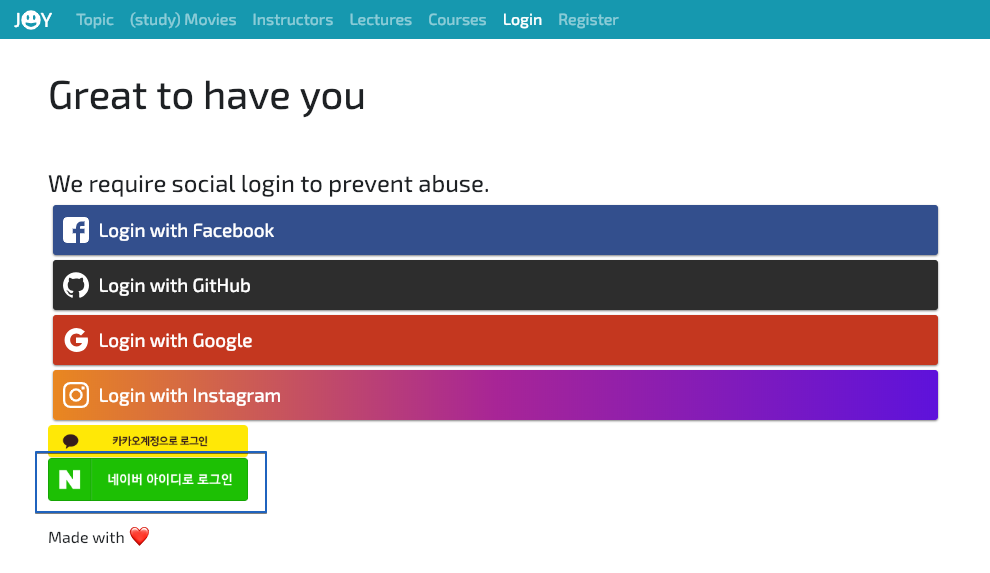 JOY Topic (study) Movies Instructors Lectures Courses Login Register
Great to have you
We require social login to prevent abuse.
Login with Facebook
Login with GitHub
Login with Google
Login with Instagram
카카오계정으로 로그인
N 네이버 아이디로 로그인
Made with ❤️